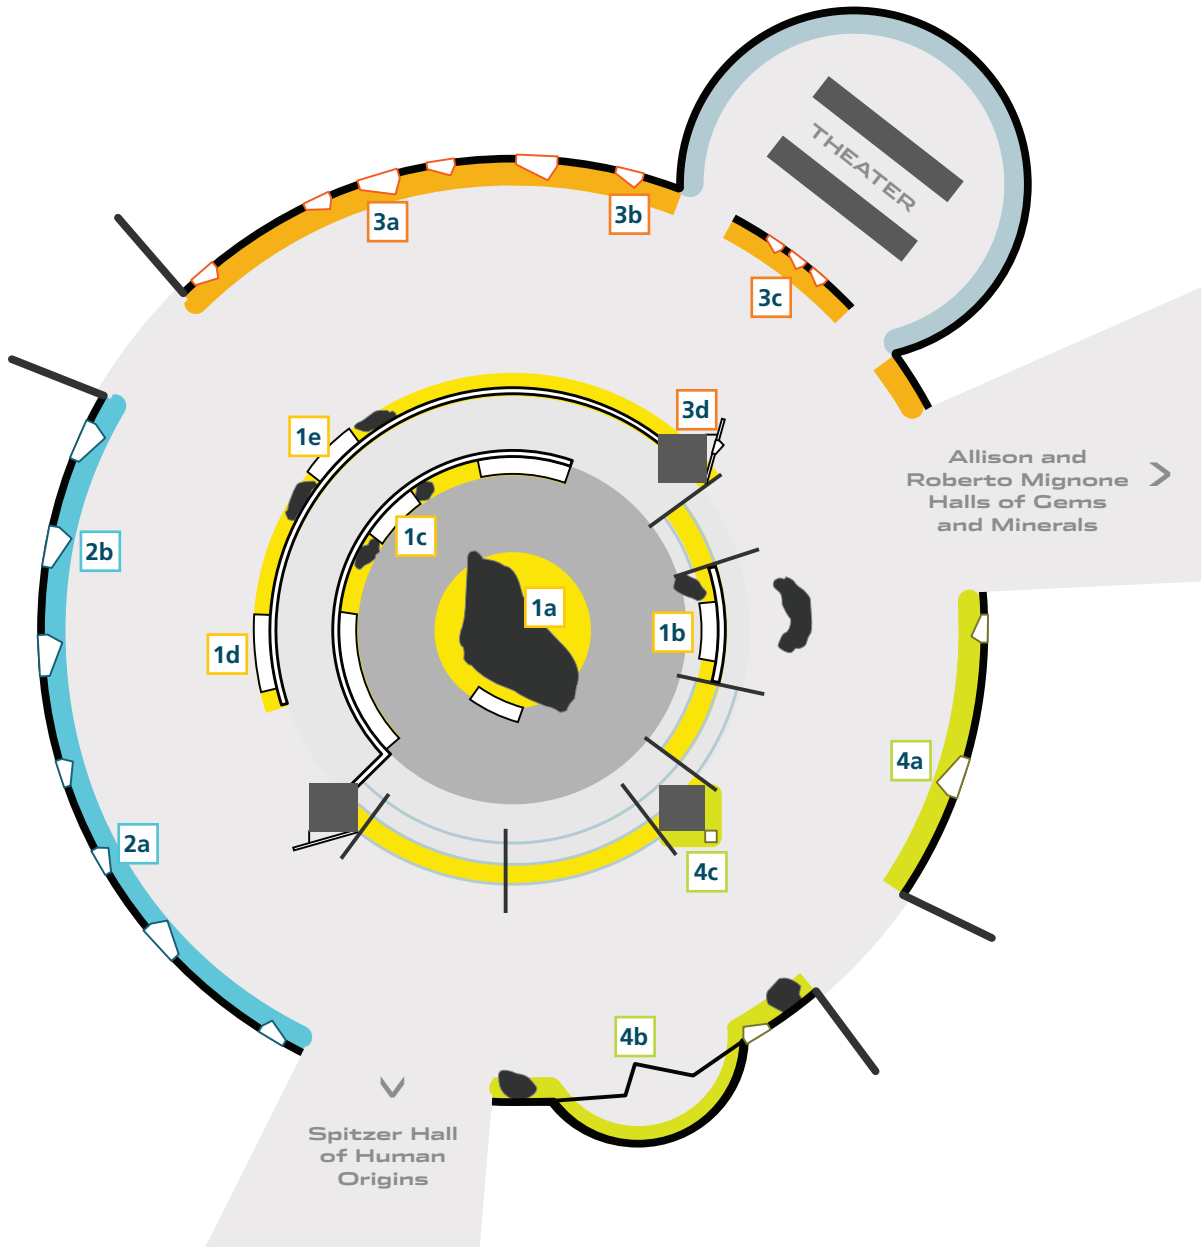 THEATER
3a
3b
3c
3d
1e
Allison and
Roberto Mignone
Halls of Gems
and Minerals
1c
2b
1a
1b
1d
4a
2a
4c
4b
Spitzer Hall
of Human
Origins